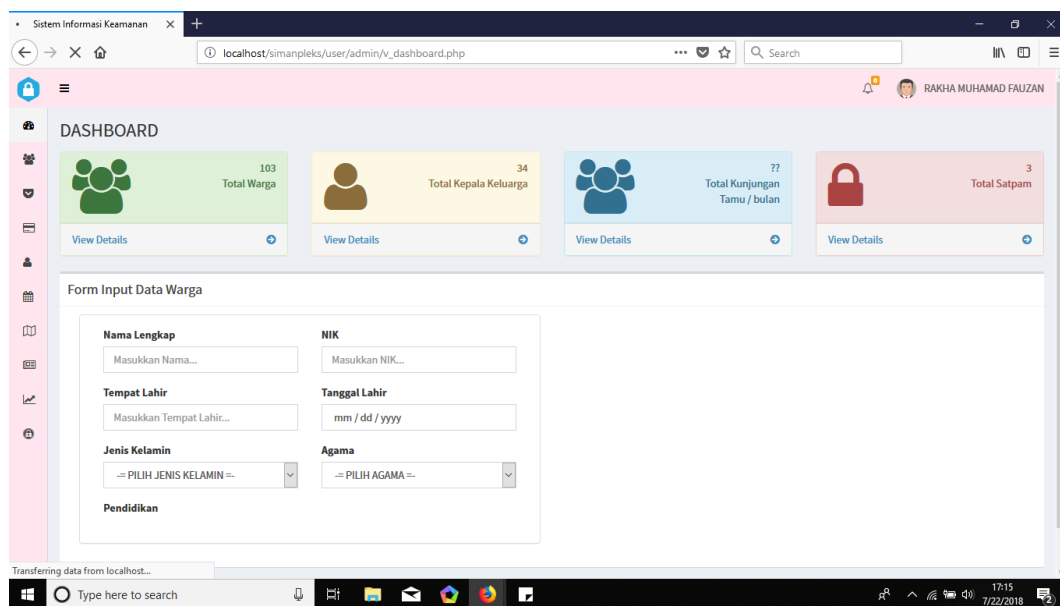 Sistem Informasi Keamanan
localhost/simanpleks/user/admin/v_dashboard.php
Search
0
RAKHA MUHAMAD FAUZAN
DASHBOARD
103
Total Warga
View Details
34
Total Kepala Keluarga
View Details
??
Total Kunjungan
Tamu / bulan
View Details
3
Total Satpam
View Details
Form Input Data Warga
Nama Lengkap
NIK
Masukkan Nama...
Masukkan NIK...
Tempat Lahir
Tanggal Lahir
Masukkan Tempat Lahir...
mm / dd / yyyy
Jenis Kelamin
Agama
-= PILIH JENIS KELAMIN =-
-= PILIH AGAMA =-
Pendidikan
Transferring data from localhost...
Type here to search
17:15
7/22/2018
2